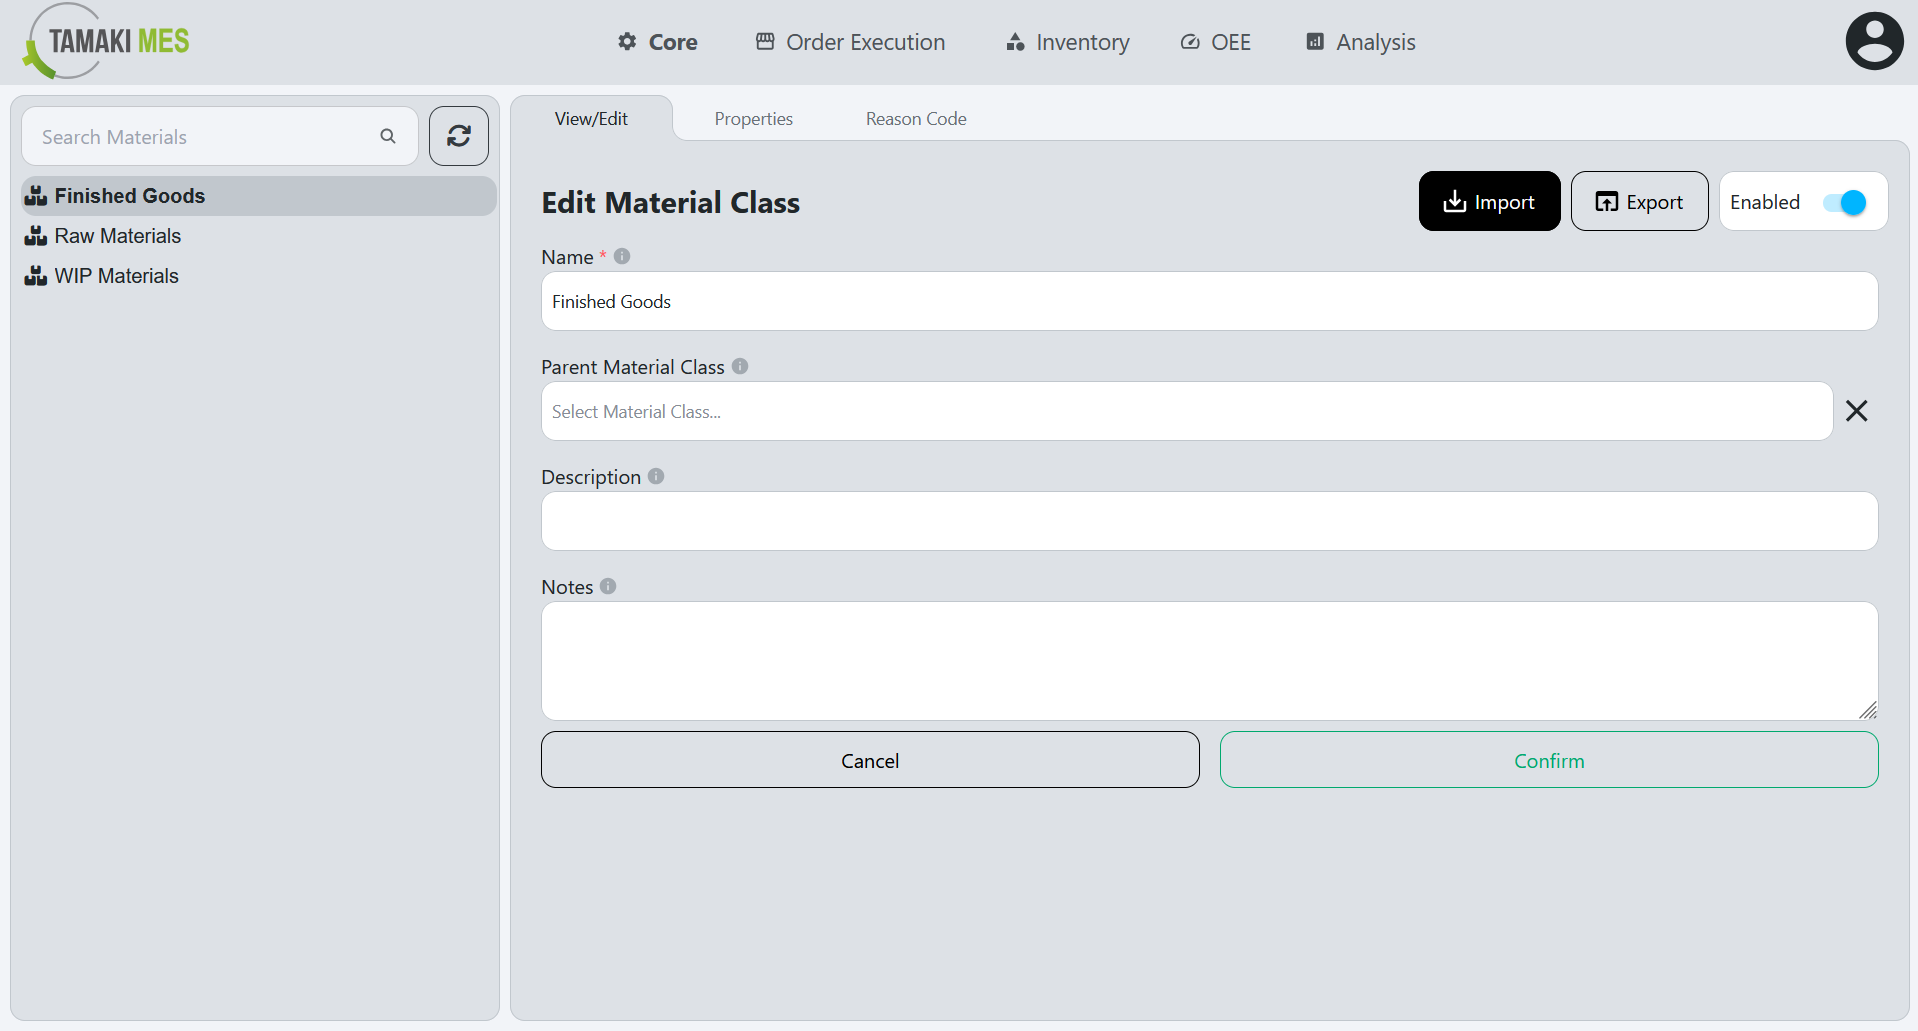 TAMAKI MES
Core
Order Execution
Inventory
OEE
Analysis
Search Materials
Finished Goods
Raw Materials
WIP Materials
View/Edit
Properties
Reason Code
Edit Material Class
Import
Export
Enabled
Name *
Finished Goods
Parent Material Class
Select Material Class...
Description
Notes
Cancel
Confirm